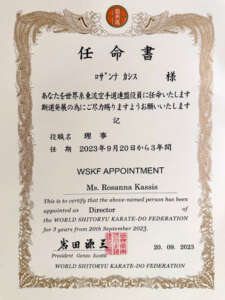 任命書
ﾛｻﾞﾝﾅ ｶｼｽ 様
あなたを世界糸東流空手道連盟役員に任命いたします
斯道発展の為にご尽力賜りますようお願いいたします
記
役職名 理事
任期 2023年9月20日から3年間
WSKF APPOINTMENT
Ms. Rosanna Kassis
This is to certify that the above-named person has been
appointed as Director of
the WORLD SHITORYU KARATE-DO FEDERATION
for 3 years from 20th September 2023.
岩田源三 20. 09. 2023
President Genzo Iwata
WORLD SHITORYU KARATE-DO FEDERATION